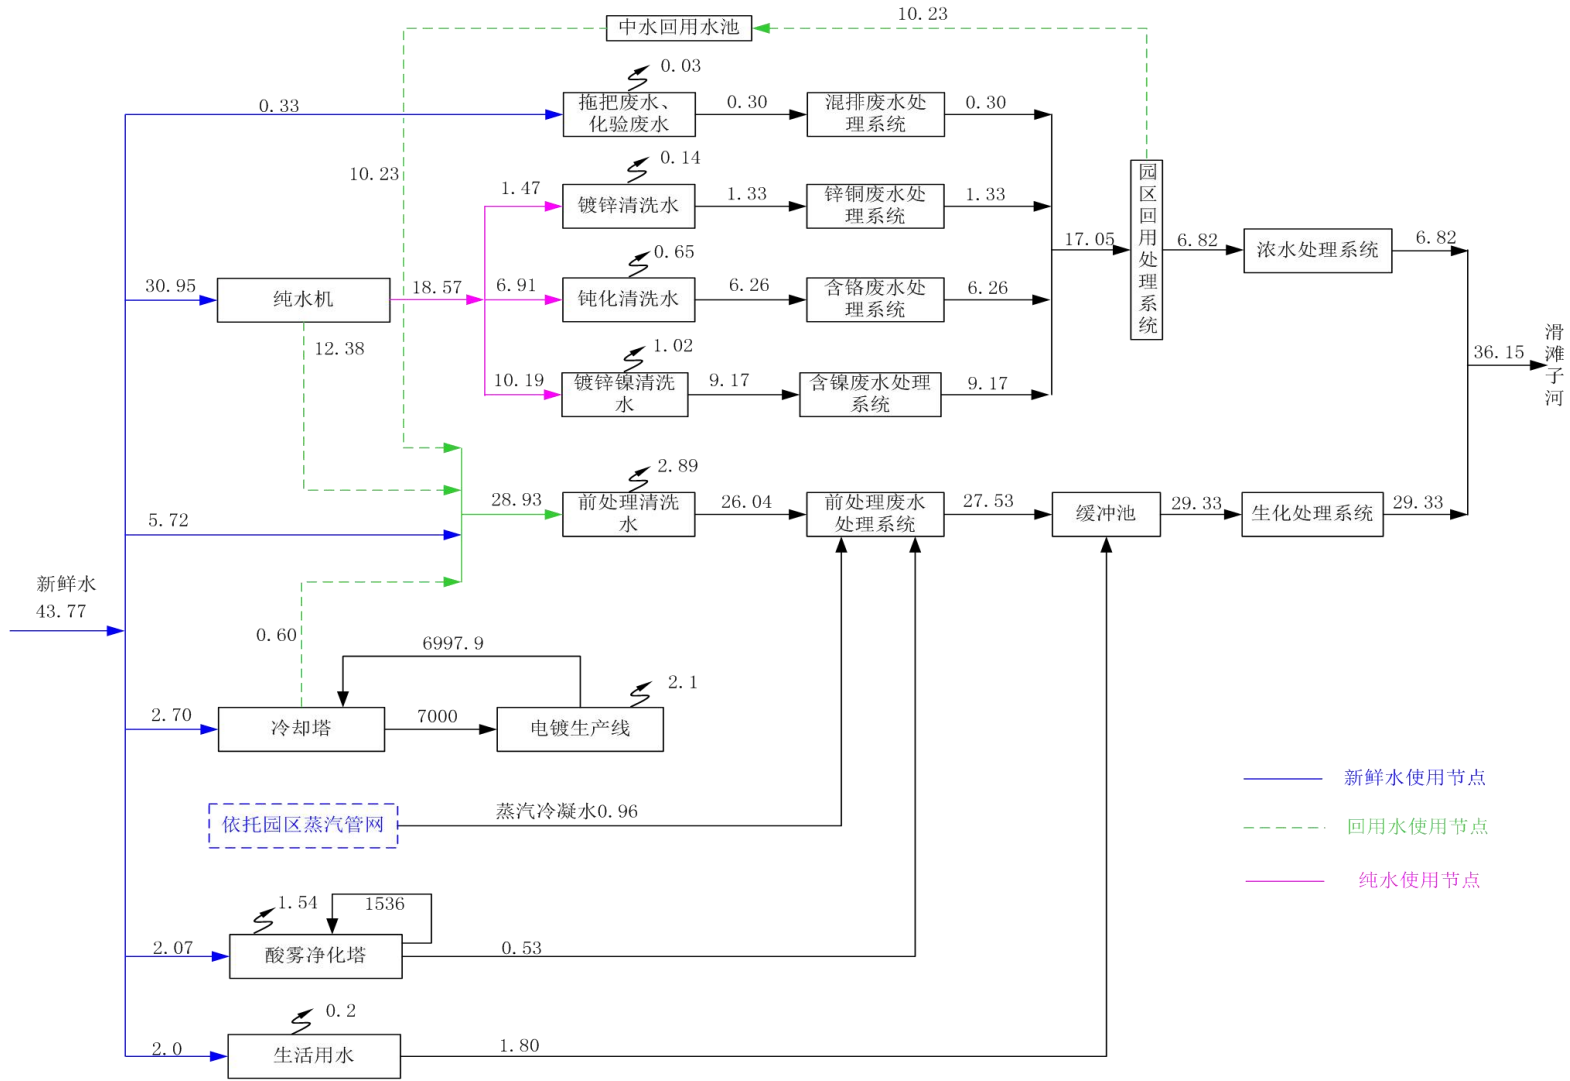 10.23
中水回用水池
0.03
0.33
拖把废水、
化验废水
0.30
混排废水处
理系统
0.30
10.23
0.14
1.47
镀锌清洗水
1.33
锌铜废水处
理系统
1.33
园区回用处理系统
17.05
6.82
浓水处理系统
6.82
0.65
30.95
纯水机
18.57
6.91
钝化清洗水
6.26
含铬废水处
理系统
6.26
12.38
1.02
10.19
镀锌镍清洗
水
9.17
含镍废水处理
系统
9.17
36.15
滑滩子河
2.89
28.93
前处理清洗
水
26.04
前处理废水
处理系统
27.53
缓冲池
29.33
生化处理系统
29.33
5.72
新鲜水
43.77
0.60
6997.9
2.1
2.70
冷却塔
7000
电镀生产线
新鲜水使用节点
依托园区蒸汽管网
蒸汽冷凝水0.96
回用水使用节点
纯水使用节点
1.54
1536
2.07
酸雾净化塔
0.53
0.2
2.0
生活用水
1.80